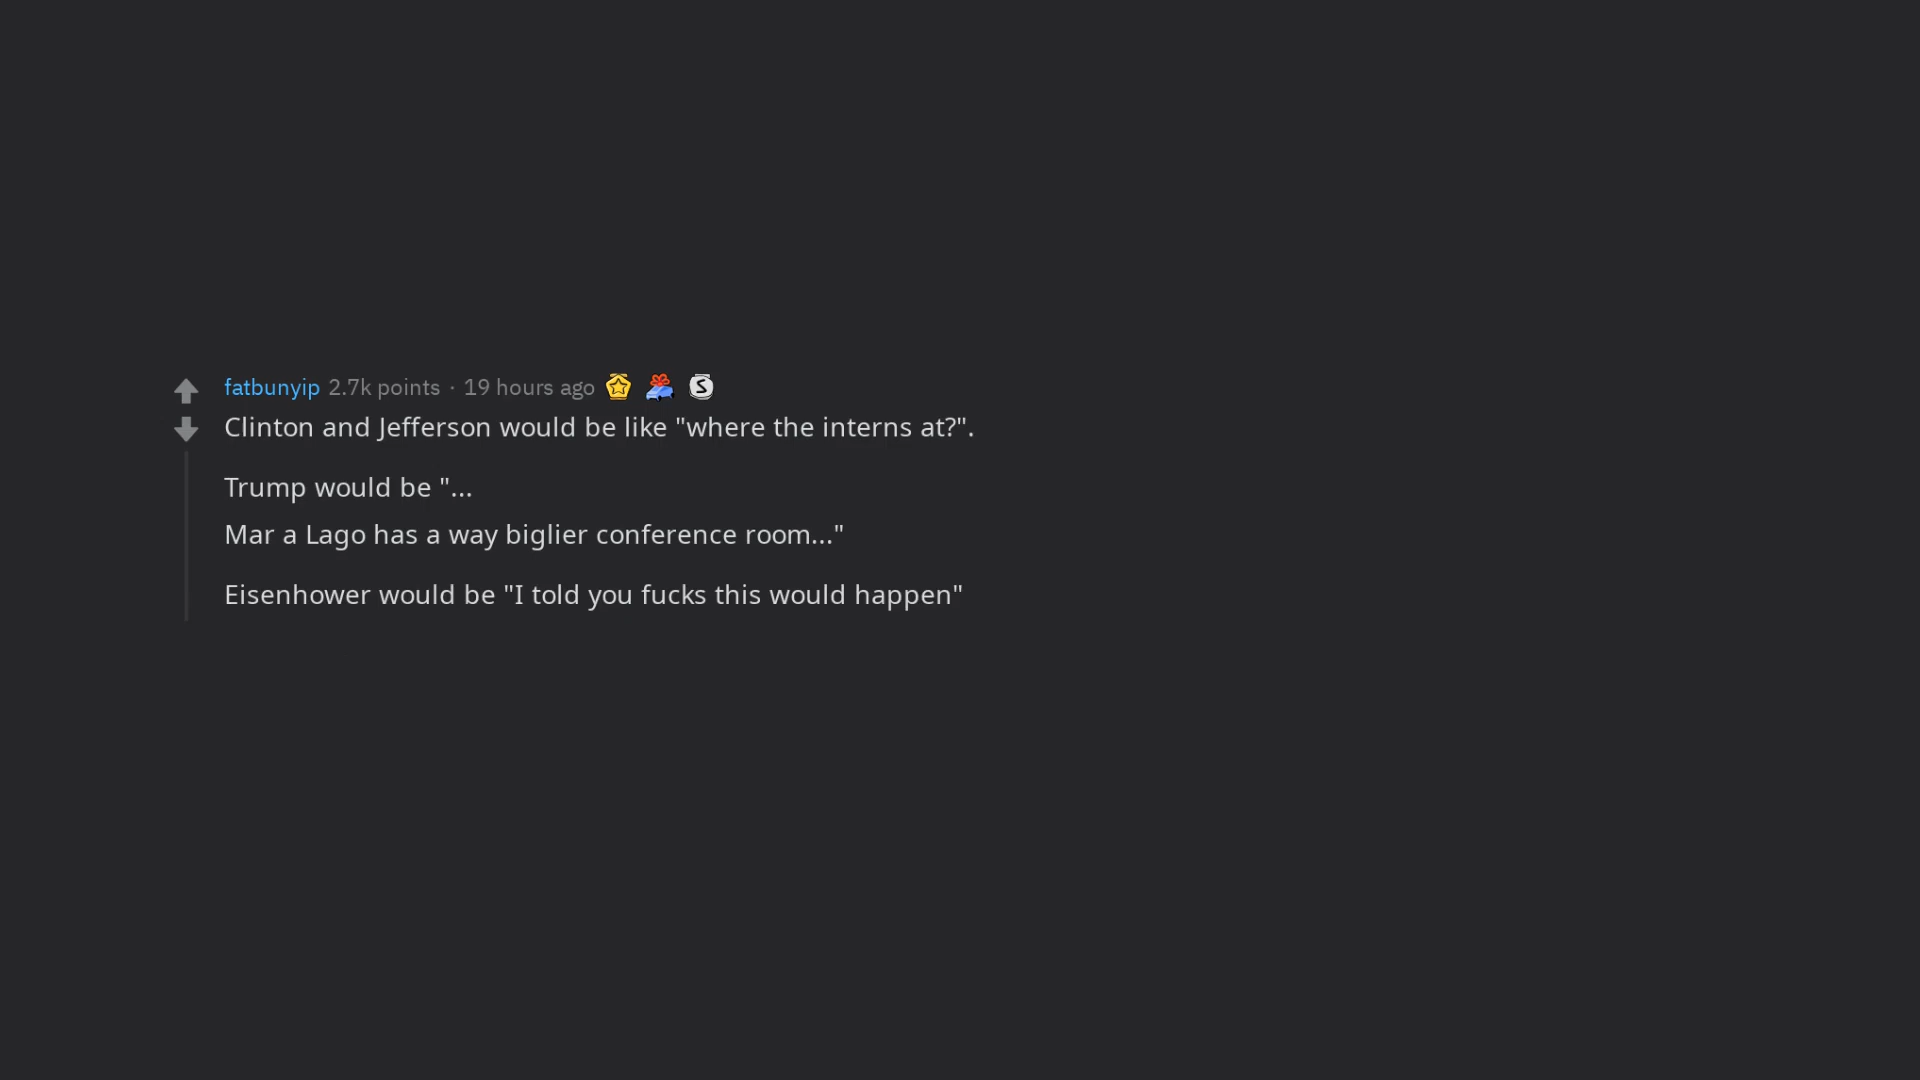 fatbunyip 2.7k points · 19 hours ago
Clinton and Jefferson would be like "where the interns at?".
Trump would be "...
Mar a Lago has a way biglier conference room..."
Eisenhower would be "I told you fucks this would happen"